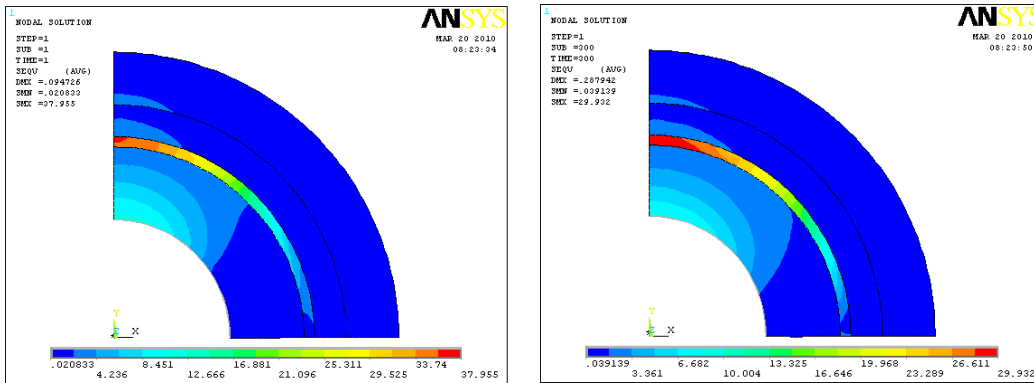 1
NODAL SOLUTION
STEP=1
SUB =1
TIME=1
SEQV (AVG)
DMX =.094726
SMN =.020833
SMX =37.955
ANSYS
MAR 20 2010
08:23:34
Y
Z X
.020833 8.451 16.881 25.311 33.74
4.236 12.666 21.096 29.525 37.955
1
NODAL SOLUTION
STEP=1
SUB =300
TIME=300
SEQV (AVG)
DMX =.287942
SMN =.039139
SMX =29.932
ANSYS
MAR 20 2010
08:23:50
Y
Z X
.039139 6.682 13.325 19.968 26.611
3.361 10.004 16.646 23.289 29.932